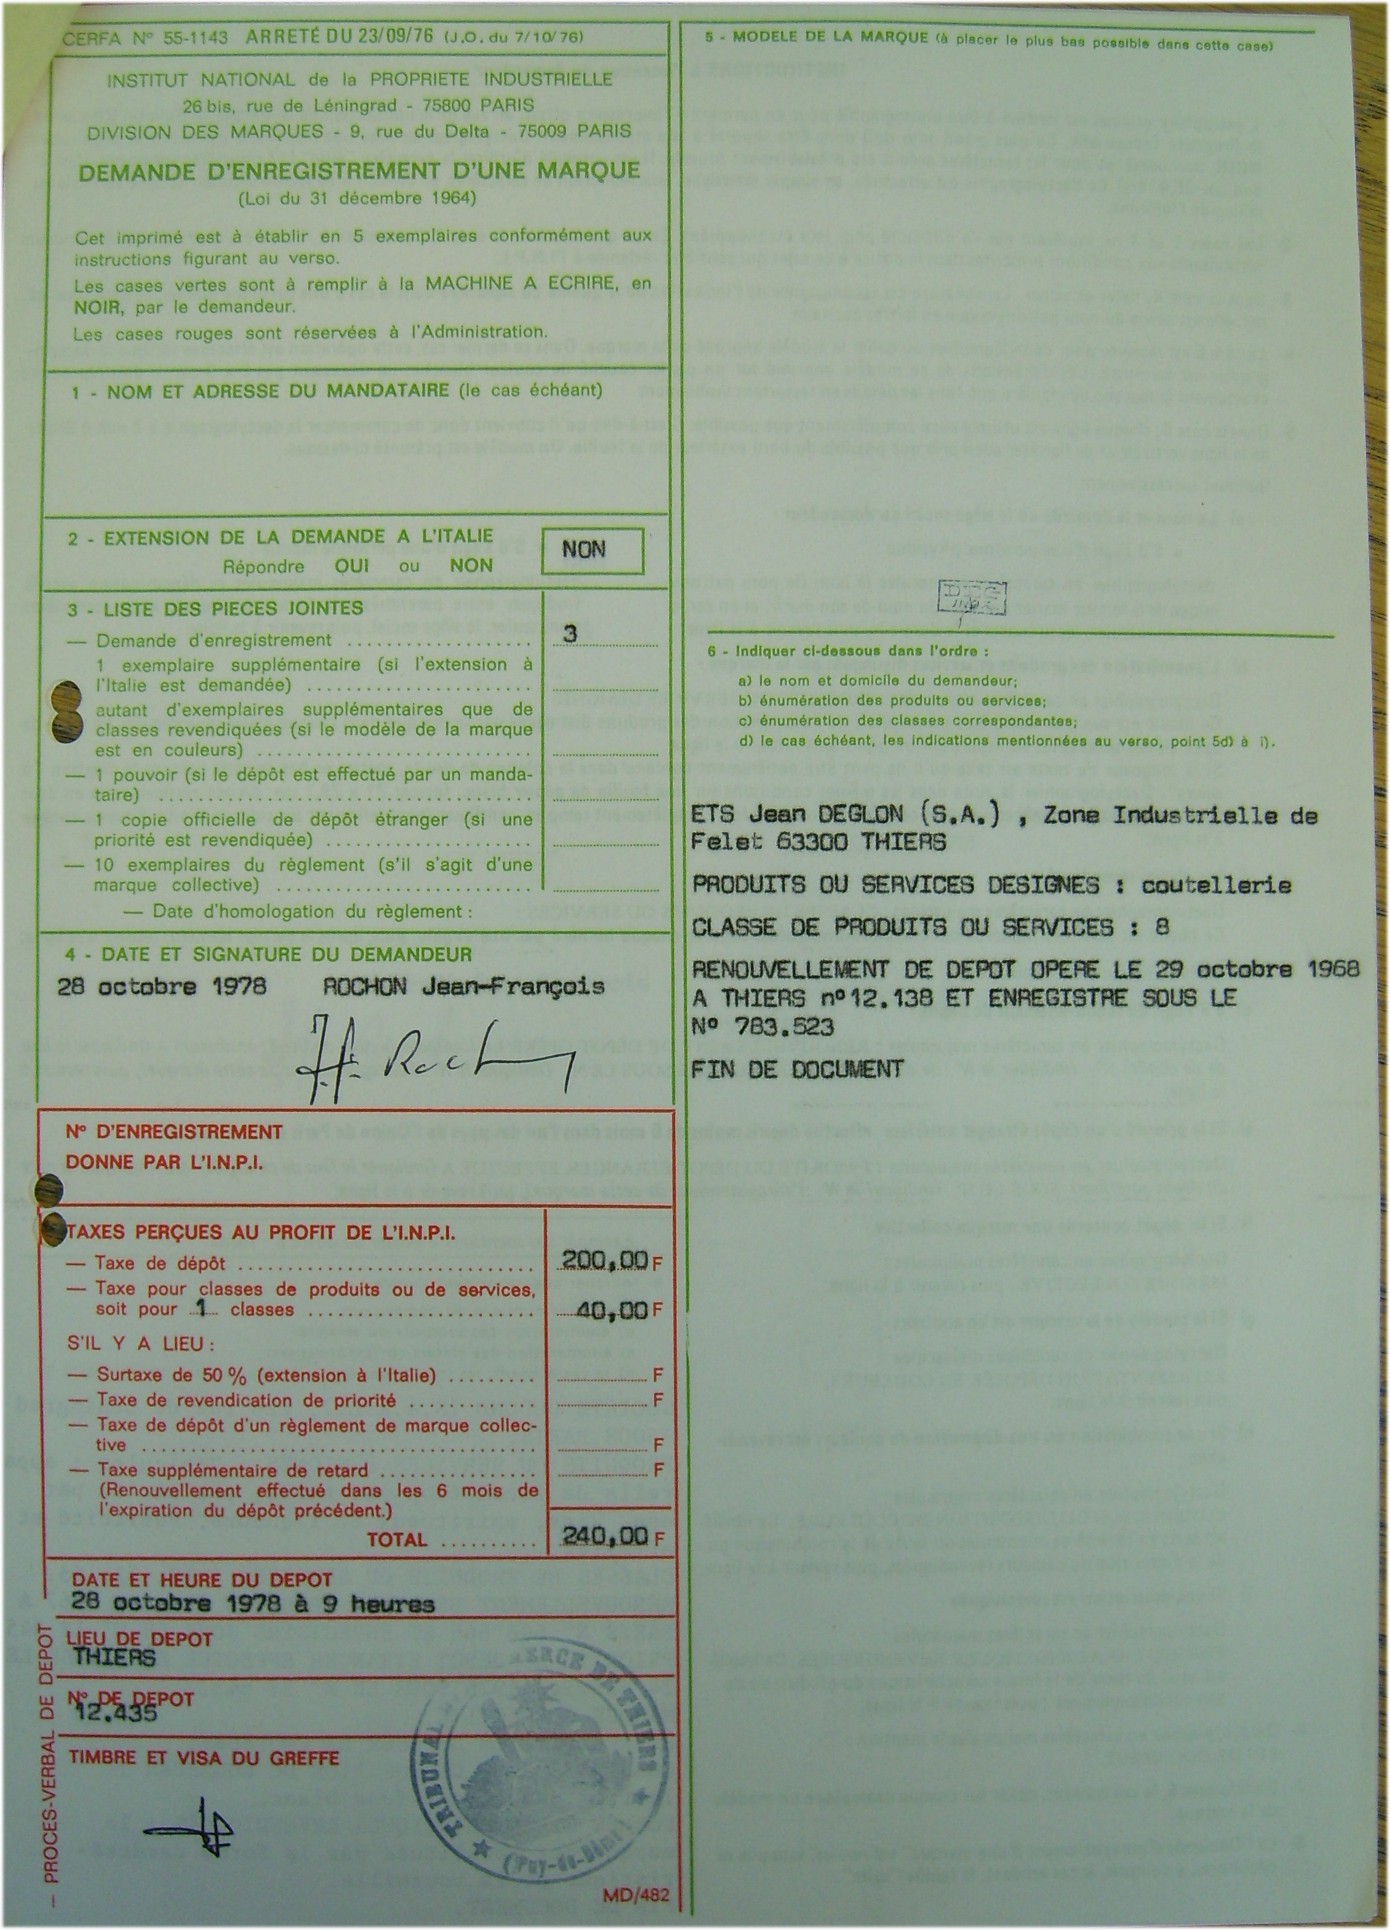 CERFA N° 55-1143 ARRETÉ DU 23/09/76 (J.O. du 7/10/76)
INSTITUT NATIONAL de la PROPRIETE INDUSTRIELLE
26 bis, rue de Léningrad - 75800 PARIS
DIVISION DES MARQUES - 9, rue du Delta - 75009 PARIS
DEMANDE D'ENREGISTREMENT D'UNE MARQUE
(Loi du 31 décembre 1964)
Cet imprimé est à établir en 5 exemplaires conformément aux
instructions figurant au verso.
Les cases vertes sont à remplir à la MACHINE A ECRIRE, en
NOIR, par le demandeur.
Les cases rouges sont réservées à l'Administration.
1 - NOM ET ADRESSE DU MANDATAIRE (le cas échéant)
2 - EXTENSION DE LA DEMANDE A L'ITALIE
Répondre OUI ou NON
NON
3 - LISTE DES PIECES JOINTES
— Demande d'enregistrement .................. 3
1 exemplaire supplémentaire (si l'extension à
l'Italie est demandée) ........................
autant d'exemplaires supplémentaires que de
classes revendiquées (si le modèle de la marque
est en couleurs) .............................
— 1 pouvoir (si le dépôt est effectué par un manda-
taire) ........................................
— 1 copie officielle de dépôt étranger (si une
priorité est revendiquée) .....................
— 10 exemplaires du règlement (s'il s'agit d'une
marque collective) ...........................
— Date d'homologation du règlement :
4 - DATE ET SIGNATURE DU DEMANDEUR
28 octobre 1978 ROCHON Jean-François
N° D'ENREGISTREMENT
DONNE PAR L'I.N.P.I.
TAXES PERÇUES AU PROFIT DE L'I.N.P.I.
— Taxe de dépôt .............................. 200,00 F
— Taxe pour classes de produits ou de services,
soit pour 1 classes ....................... 40,00 F
S'IL Y A LIEU :
— Surtaxe de 50 % (extension à l'Italie) ......... F
— Taxe de revendication de priorité ............. F
— Taxe de dépôt d'un règlement de marque collec-
tive ........................................ F
— Taxe supplémentaire de retard ................ F
(Renouvellement effectué dans les 6 mois de
l'expiration du dépôt précédent.)
TOTAL .......... 240,00 F
DATE ET HEURE DU DEPOT
28 octobre 1978 à 9 heures
LIEU DE DEPOT
THIERS
N° DE DEPOT
12.435
TIMBRE ET VISA DU GREFFE
— PROCES-VERBAL DE DEPOT —
TRIBUNAL MERCE DE THIERS
(Puy-de-Dôme)
MD/482
5 - MODELE DE LA MARQUE (à placer le plus bas possible dans cette case)
6 - Indiquer ci-dessous dans l'ordre :
a) le nom et domicile du demandeur;
b) énumération des produits ou services;
c) énumération des classes correspondantes;
d) le cas échéant, les indications mentionnées au verso, point 5d) à i).
ETS Jean DEGLON (S.A.) , Zone Industrielle de
Felet 63300 THIERS
PRODUITS OU SERVICES DESIGNES : coutellerie
CLASSE DE PRODUITS OU SERVICES : 8
RENOUVELLEMENT DE DEPOT OPERE LE 29 octobre 1968
A THIERS n°12.138 ET ENREGISTRE SOUS LE
N° 783.523
FIN DE DOCUMENT